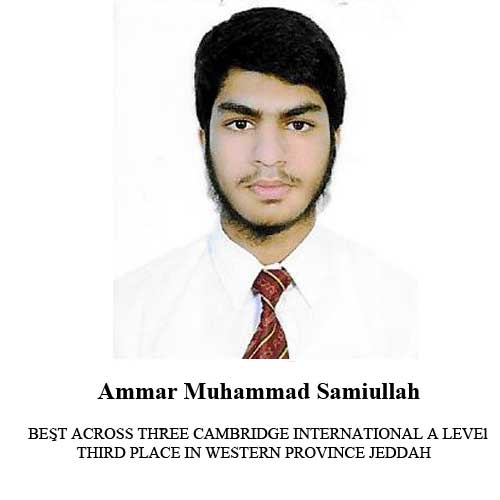 Ammar Muhammad Samiullah
BEŞT ACROSS THREE CAMBRIDGE INTERNATIONAL A LEVEl
THIRD PLACE IN WESTERN PROVINCE JEDDAH